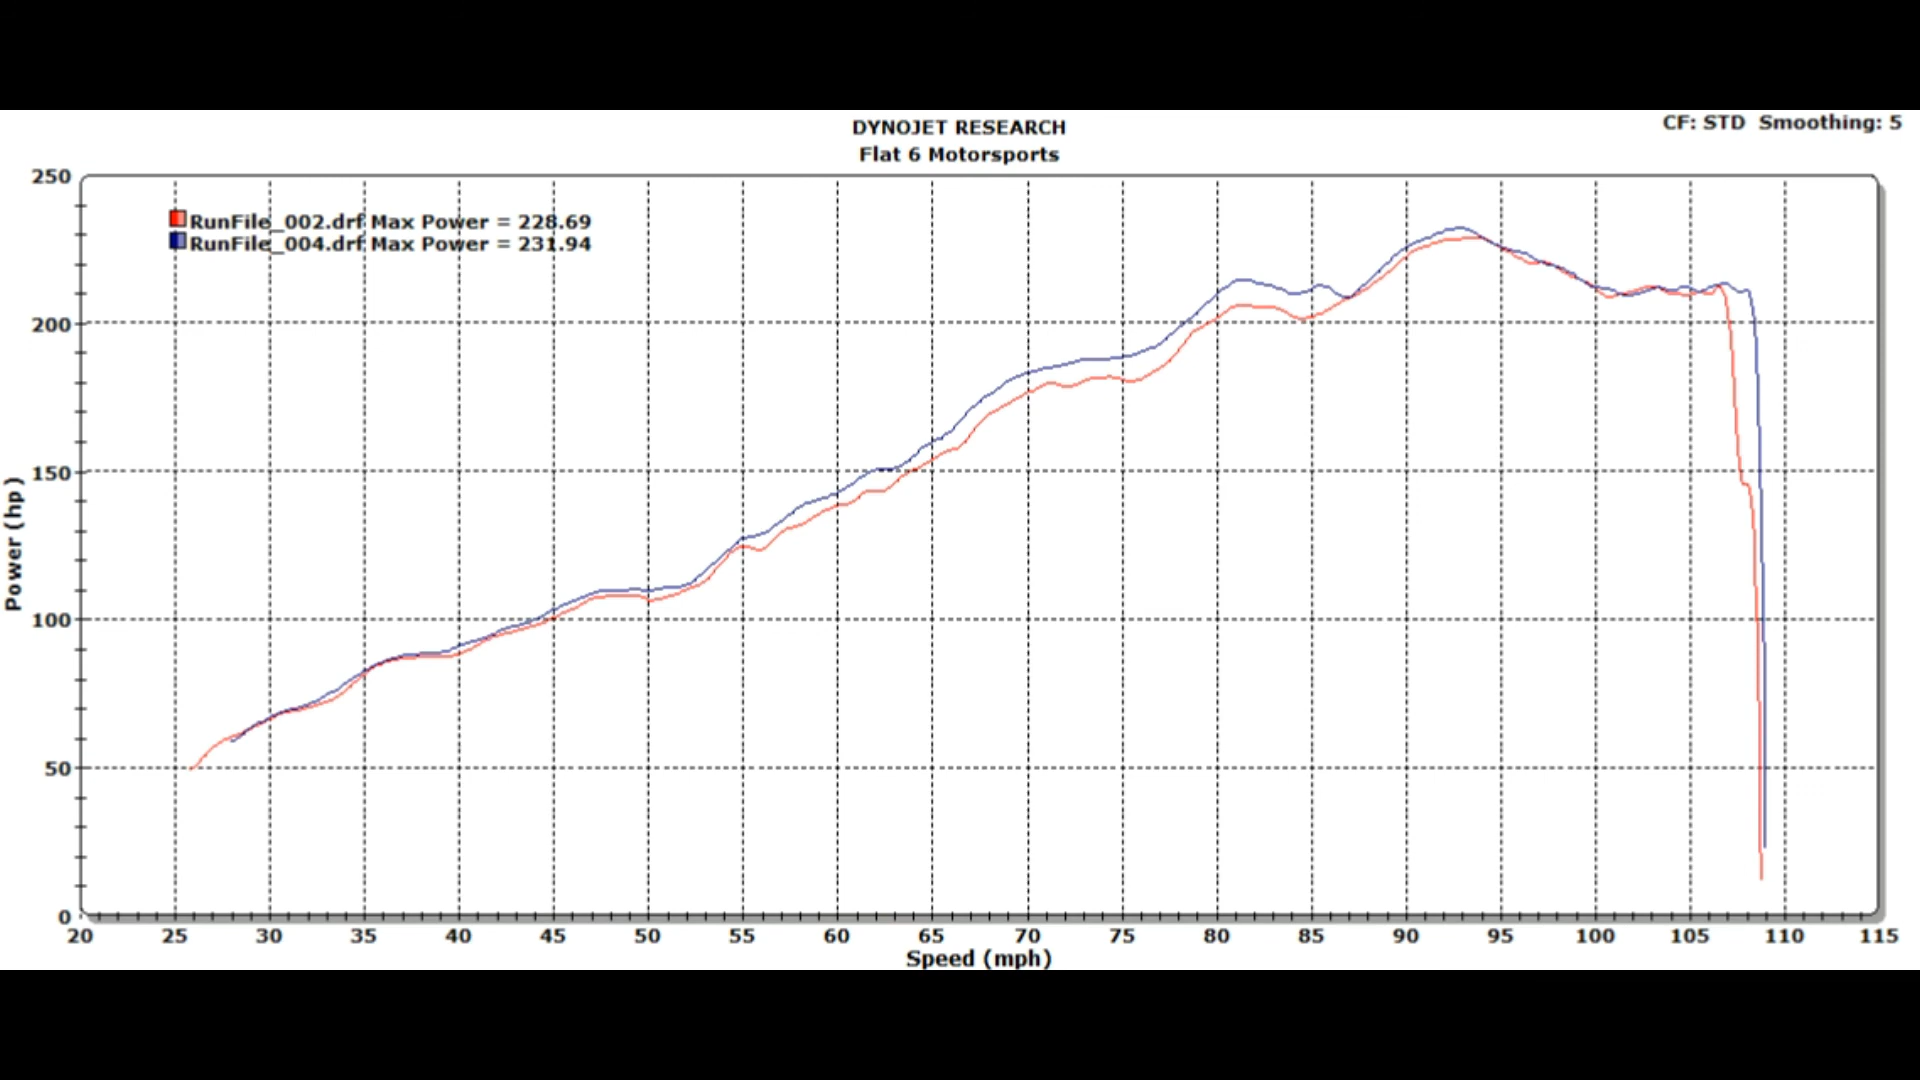 DYNOJET RESEARCH
CF: STD Smoothing: 5
Flat 6 Motorsports
RunFile_002.drf Max Power = 228.69
RunFile_004.drf Max Power = 231.94
Power (hp)
250
200
150
100
50
0
20 25 30 35 40 45 50 55 60 65 70 75 80 85 90 95 100 105 110 115
Speed (mph)